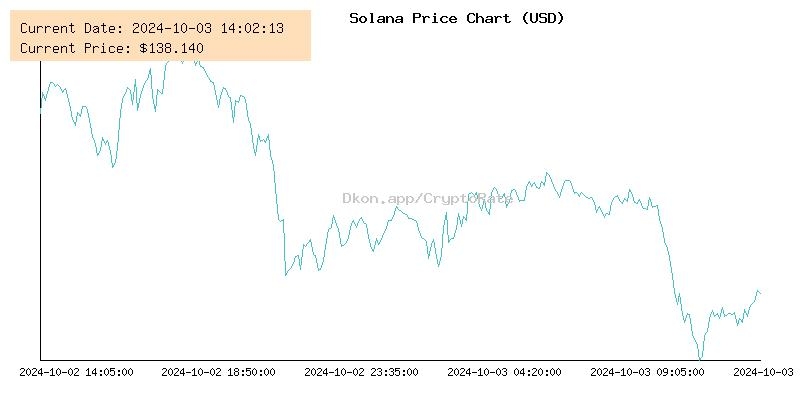 Solana Price Chart (USD)
Current Date: 2024-10-03 14:02:13
Current Price: $138.140
Dkon.app/CryptoRate
2024-10-02 14:05:00 2024-10-02 18:50:00 2024-10-02 23:35:00 2024-10-03 04:20:00 2024-10-03 09:05:00 2024-10-03